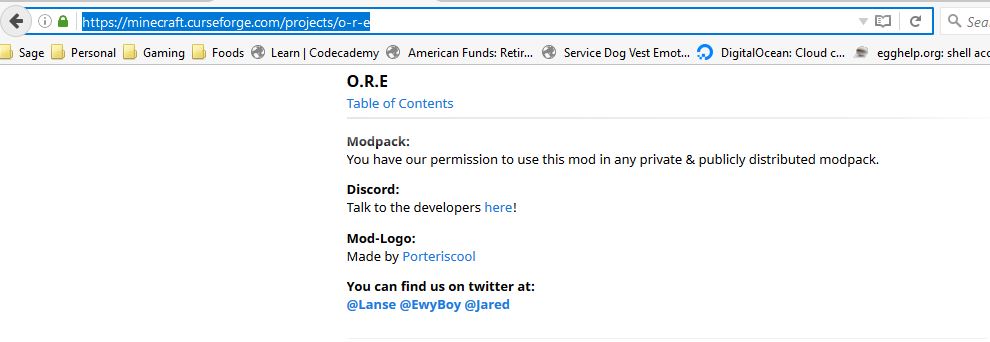 https://minecraft.curseforge.com/projects/o-r-e
Sage Personal Gaming Foods Learn | Codecademy American Funds: Retir... Service Dog Vest Emot... DigitalOcean: Cloud c... egghelp.org: shell acc
Sea
O.R.E
Table of Contents
Modpack:
You have our permission to use this mod in any private & publicly distributed modpack.
Discord:
Talk to the developers here!
Mod-Logo:
Made by Porteriscool
You can find us on twitter at:
@Lanse @EwyBoy @Jared